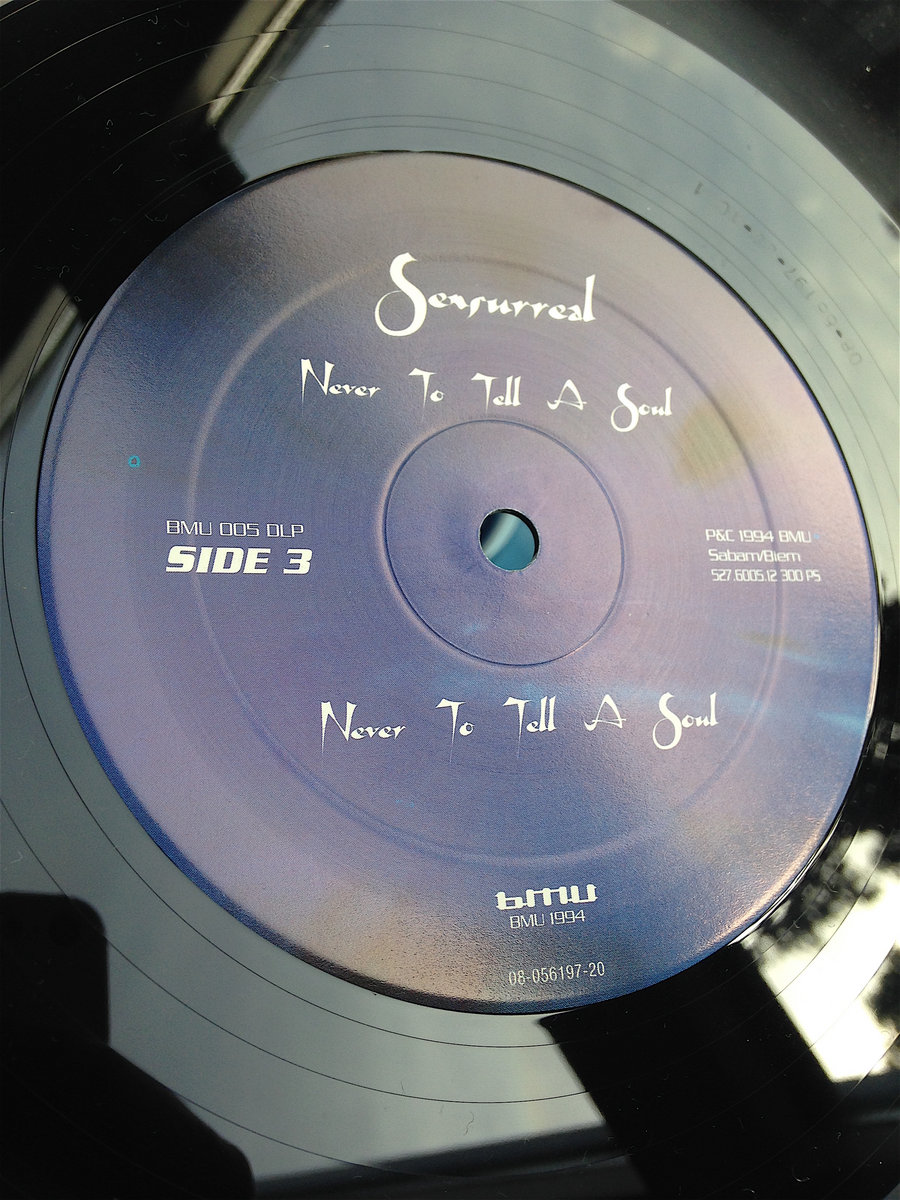 Sensurreal
Never To Tell A Soul
BMU 005 DLP
SIDE 3
P&C 1994 BMU
Sabam/Biem
527.6005.12 300 PS
Never To Tell A Soul
bmu
BMU 1994
08-056197-20